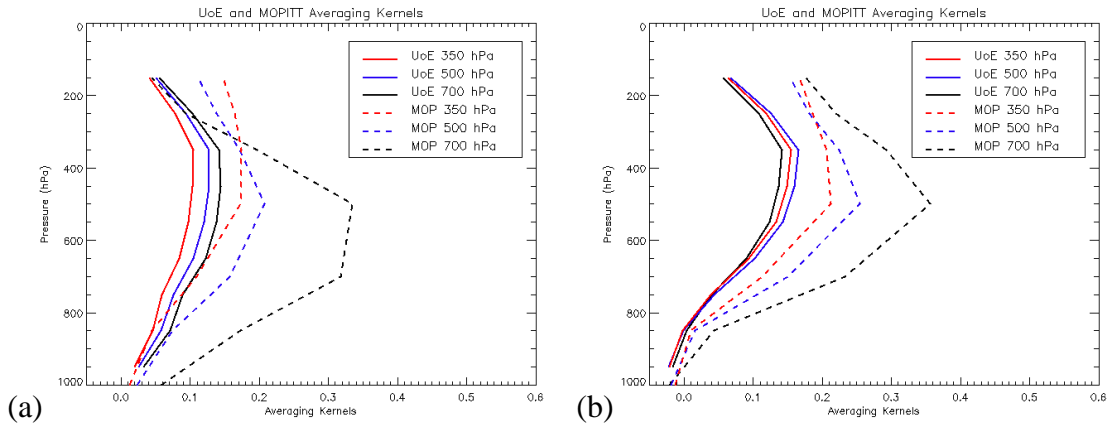 UoE and MOPITT Averaging Kernels
0
200
400
600
800
1000
Pressure (hPa)
UoE 350 hPa
UoE 500 hPa
UoE 700 hPa
MOP 350 hPa
MOP 500 hPa
MOP 700 hPa
0.0 0.1 0.2 0.3 0.4 0.5 0.6
Averaging Kernels
(a)
UoE and MOPITT Averaging Kernels
0
200
400
600
800
1000
Pressure (hPa)
UoE 350 hPa
UoE 500 hPa
UoE 700 hPa
MOP 350 hPa
MOP 500 hPa
MOP 700 hPa
0.0 0.1 0.2 0.3 0.4 0.5 0.6
Averaging Kernels
(b)